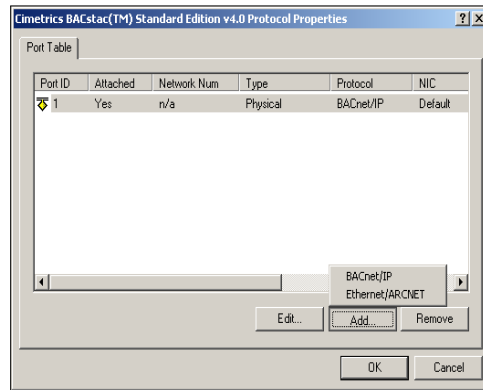 Cimetrics BACstac(TM) Standard Edition v4.0 Protocol Properties
Port Table
Port ID Attached Network Num Type Protocol NIC
1 Yes n/a Physical BACnet/IP Default
BACnet/IP
Ethernet/ARCNET
Edit... Add... Remove
OK Cancel